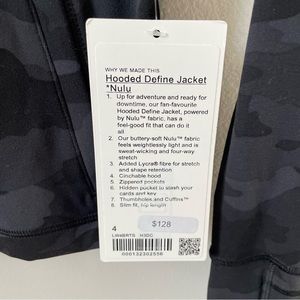 WHY WE MADE THIS
Hooded Define Jacket
*Nulu
1. Up for adventure and ready for
downtime, our fan-favourite
Hooded Define Jacket, powered
by Nulu™ fabric, has a
feel-good fit that can do it
all
2. Our buttery-soft Nulu™ fabric
feels weightlessly light and is
sweat-wicking and four-way
stretch
3. Added Lycra® fibre for stretch
and shape retention
4. Cinchable hood
5. Zippered pockets
6. Hidden pocket to stash your
cards and key
7. Thumbholes and Cuffins™
8. Slim fit, hip length
4
$128
LW4BRTS H3DC
000132302556